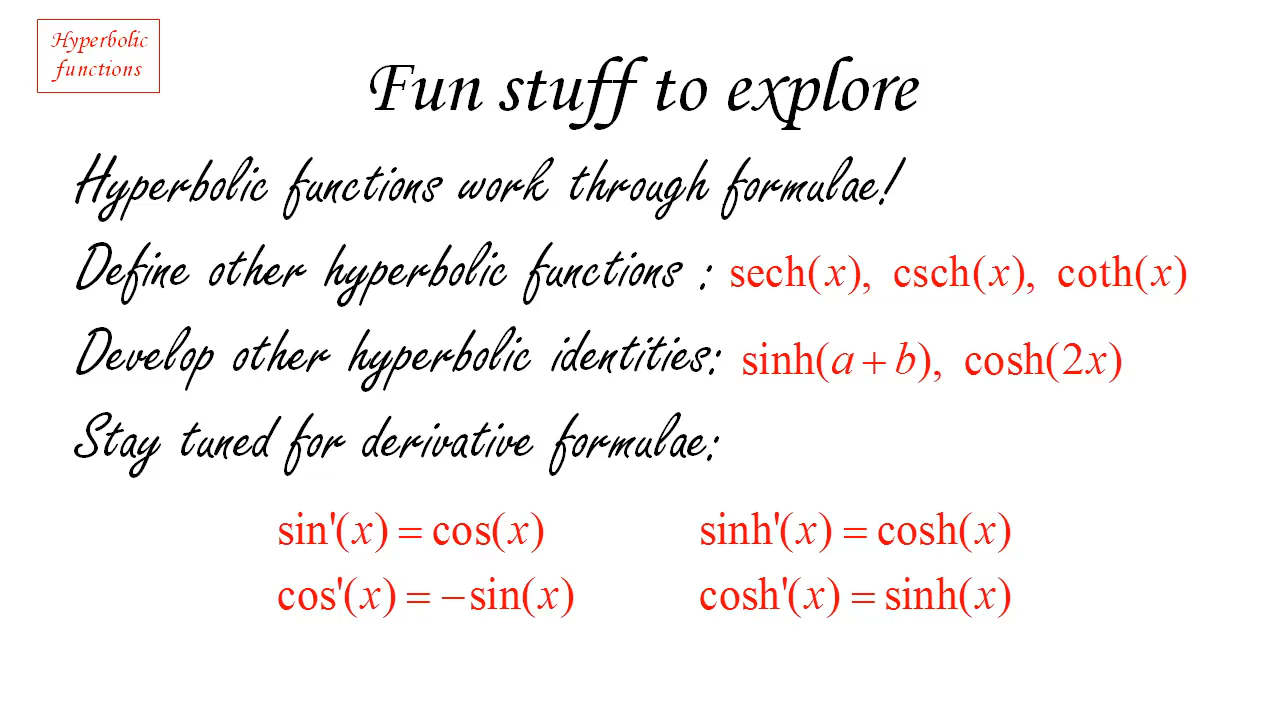 Hyperbolic
functions
Fun stuff to explore
Hyperbolic functions work through formulae!
Define other hyperbolic functions : sech(x), csch(x), coth(x)
Develop other hyperbolic identities: sinh(a + b), cosh(2x)
Stay tuned for derivative formulae:
sin'(x) = cos(x) sinh'(x) = cosh(x)
cos'(x) = −sin(x) cosh'(x) = sinh(x)